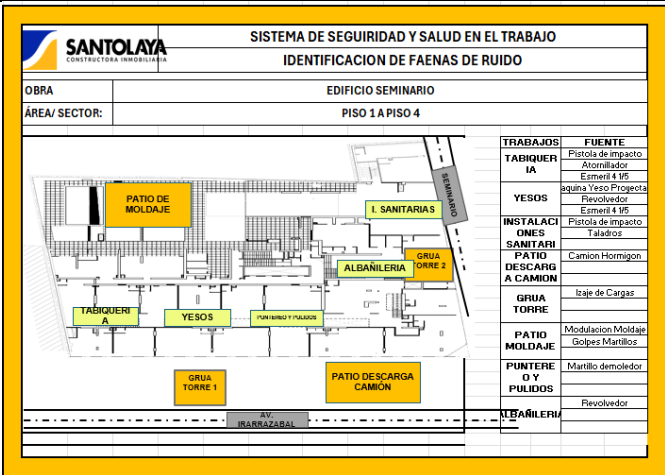 SANTOLAYA
CONSTRUCTORA INMOBILIARIA
SISTEMA DE SEGUIRIDAD Y SALUD EN EL TRABAJO
IDENTIFICACION DE FAENAS DE RUIDO
OBRA
EDIFICIO SEMINARIO
ÁREA/ SECTOR:
PISO 1 A PISO 4
PATIO DE
MOLDAJE
SEMINARIO
I. SANITARIAS
GRUA
TORRE 2
ALBAÑILERIA
TABIQUERI
A
YESOS
PUNTEREO Y PULIDOS
GRUA
TORRE 1
PATIO DESCARGA
CAMIÓN
AV.
IRARRAZABAL
TRABAJOS
FUENTE
TABIQUER
IA
Pistola de impacto
Atornillador
Esmeril 4 1/5
YESOS
aquina Yeso Projecta
Revolvedor
Esmeril 4 1/5
INSTALACI
ONES
SANITARI
Pistola de impacto
Taladros
PATIO
DESCARG
A CAMION
Camion Hormigon
GRUA
TORRE
Izaje de Cargas
PATIO
MOLDAJE
Modulacion Moldaje
Golpes Martillos
PUNTERE
O Y
PULIDOS
Martillo demoledor
ALBAÑILERI
Revolvedor